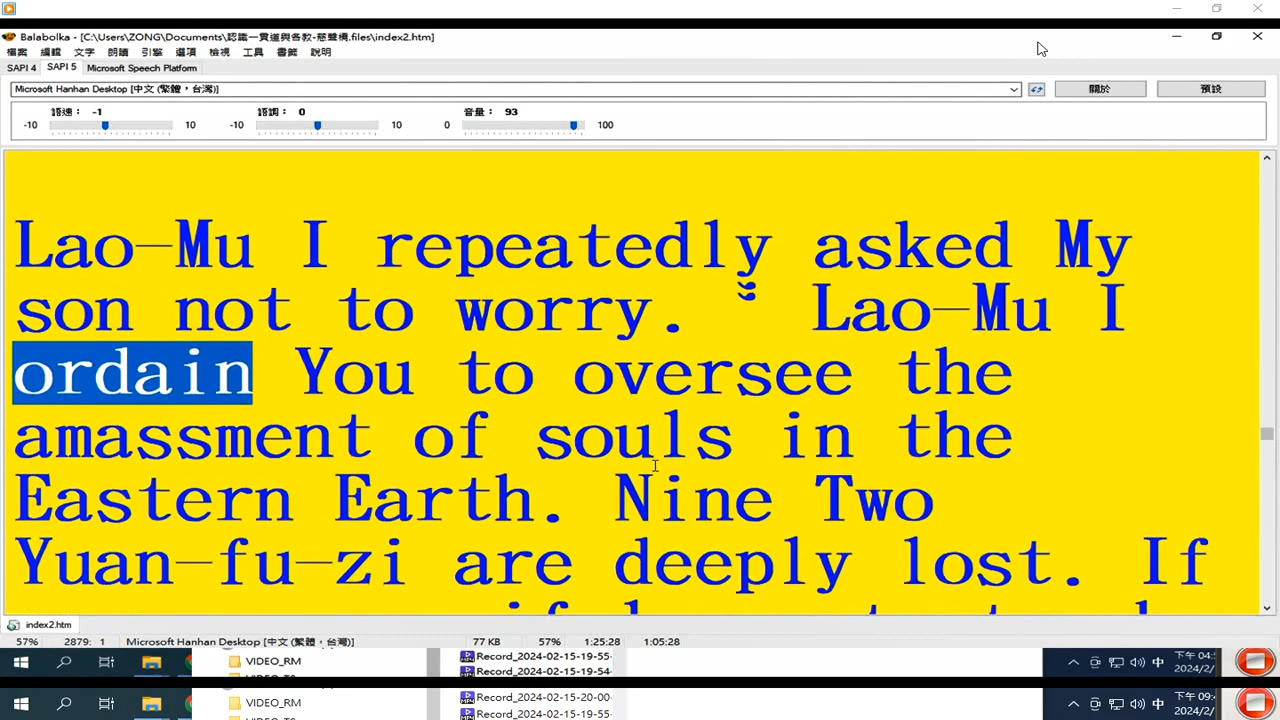 Balabolka - [C:\Users\ZONG\Documents\認識一貫道與各教-慈聲橋.files\index2.htm]
檔案 編輯 文字 朗讀 引擎 選項 檢視 工具 書籤 說明
SAPI 4 SAPI 5 Microsoft Speech Platform
Microsoft Hanhan Desktop [中文 (繁體，台灣)] 關於 預設
語速： -1 語調： 0 音量： 93
-10 10 -10 10 0 100
Lao-Mu I repeatedly asked My
son not to worry. ” Lao-Mu I
ordain You to oversee the
amassment of souls in the
Eastern Earth. Nine Two
Yuan-fu-zi are deeply lost. If
index2.htm
57% 2879: 1 Microsoft Hanhan Desktop [中文 (繁體，台灣)] 77 KB 57% 1:25:28 1:05:28
VIDEO_RM Record_2024-02-15-19-55- 中 下午 04:
Record_2024-02-15-19-54- 2024/2/
VIDEO_RM Record_2024-02-15-20-00- 中 下午 09:
Record_2024-02-15-19-55- 2024/2/